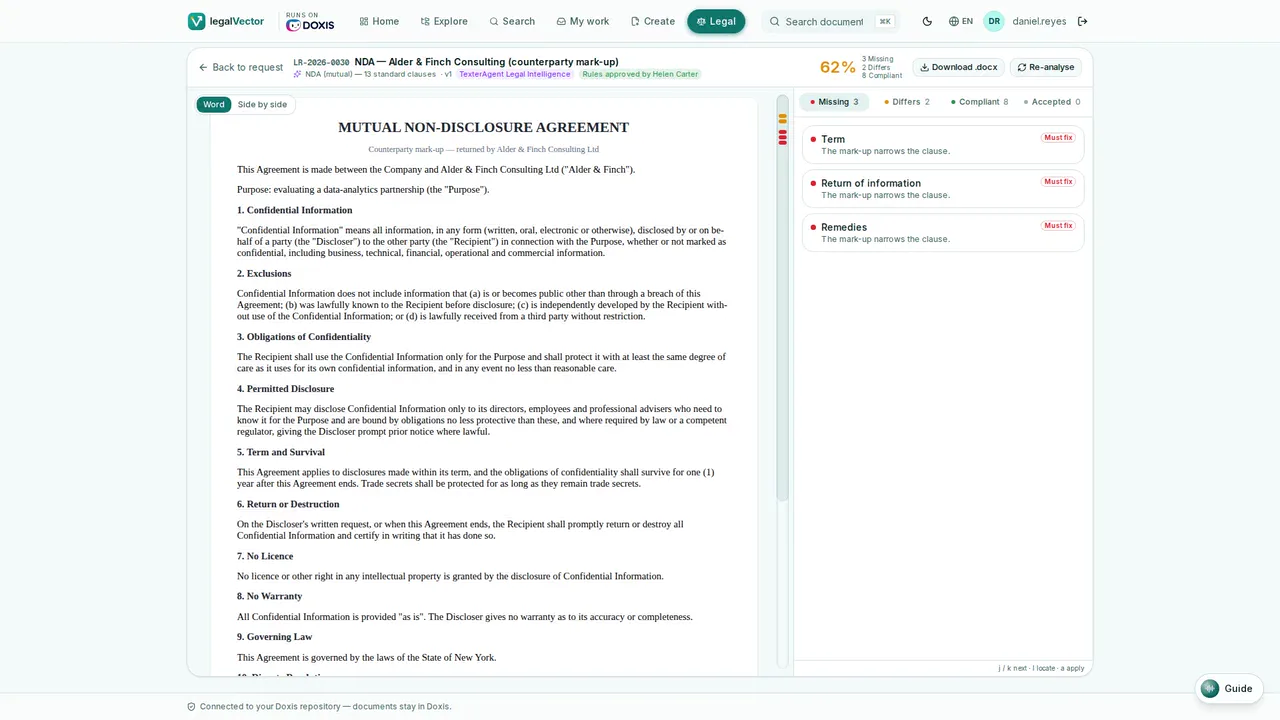 legalVector
RUNS ON
DOXIS
Home
Explore
Search
My work
Create
Legal
Search document
⌘K
EN
DR
daniel.reyes
Back to request
LR-2026-0030 NDA — Alder & Finch Consulting (counterparty mark-up)
NDA (mutual) — 13 standard clauses · v1 TexterAgent Legal Intelligence Rules approved by Helen Carter
62%
3 Missing
2 Differs
8 Compliant
Download .docx
Re-analyse
Word
Side by side
MUTUAL NON-DISCLOSURE AGREEMENT
Counterparty mark-up — returned by Alder & Finch Consulting Ltd
This Agreement is made between the Company and Alder & Finch Consulting Ltd ("Alder & Finch").
Purpose: evaluating a data-analytics partnership (the "Purpose").
1. Confidential Information
"Confidential Information" means all information, in any form (written, oral, electronic or otherwise), disclosed by or on be-
half of a party (the "Discloser") to the other party (the "Recipient") in connection with the Purpose, whether or not marked as
confidential, including business, technical, financial, operational and commercial information.
2. Exclusions
Confidential Information does not include information that (a) is or becomes public other than through a breach of this
Agreement; (b) was lawfully known to the Recipient before disclosure; (c) is independently developed by the Recipient with-
out use of the Confidential Information; or (d) is lawfully received from a third party without restriction.
3. Obligations of Confidentiality
The Recipient shall use the Confidential Information only for the Purpose and shall protect it with at least the same degree of
care as it uses for its own confidential information, and in any event no less than reasonable care.
4. Permitted Disclosure
The Recipient may disclose Confidential Information only to its directors, employees and professional advisers who need to
know it for the Purpose and are bound by obligations no less protective than these, and where required by law or a competent
regulator, giving the Discloser prompt prior notice where lawful.
5. Term and Survival
This Agreement applies to disclosures made within its term, and the obligations of confidentiality shall survive for one (1)
year after this Agreement ends. Trade secrets shall be protected for as long as they remain trade secrets.
6. Return or Destruction
On the Discloser's written request, or when this Agreement ends, the Recipient shall promptly return or destroy all
Confidential Information and certify in writing that it has done so.
7. No Licence
No licence or other right in any intellectual property is granted by the disclosure of Confidential Information.
8. No Warranty
All Confidential Information is provided "as is". The Discloser gives no warranty as to its accuracy or completeness.
9. Governing Law
This Agreement is governed by the laws of the State of New York.
Missing 3
Differs 2
Compliant 8
Accepted 0
Term
Must fix
The mark-up narrows the clause.
Return of information
Must fix
The mark-up narrows the clause.
Remedies
Must fix
The mark-up narrows the clause.
j / k next · l locate · a apply
Guide
Connected to your Doxis repository — documents stay in Doxis.